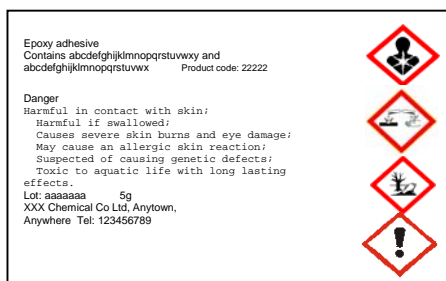 Epoxy adhesive
Contains abcdefghijklmnopqrstuvwxy and
abcdefghijklmnopqrstuvwx Product code: 22222
Danger
Harmful in contact with skin;
Harmful if swallowed;
Causes severe skin burns and eye damage;
May cause an allergic skin reaction;
Suspected of causing genetic defects;
Toxic to aquatic life with long lasting
effects.
Lot: aaaaaaa 5g
XXX Chemical Co Ltd, Anytown,
Anywhere Tel: 123456789